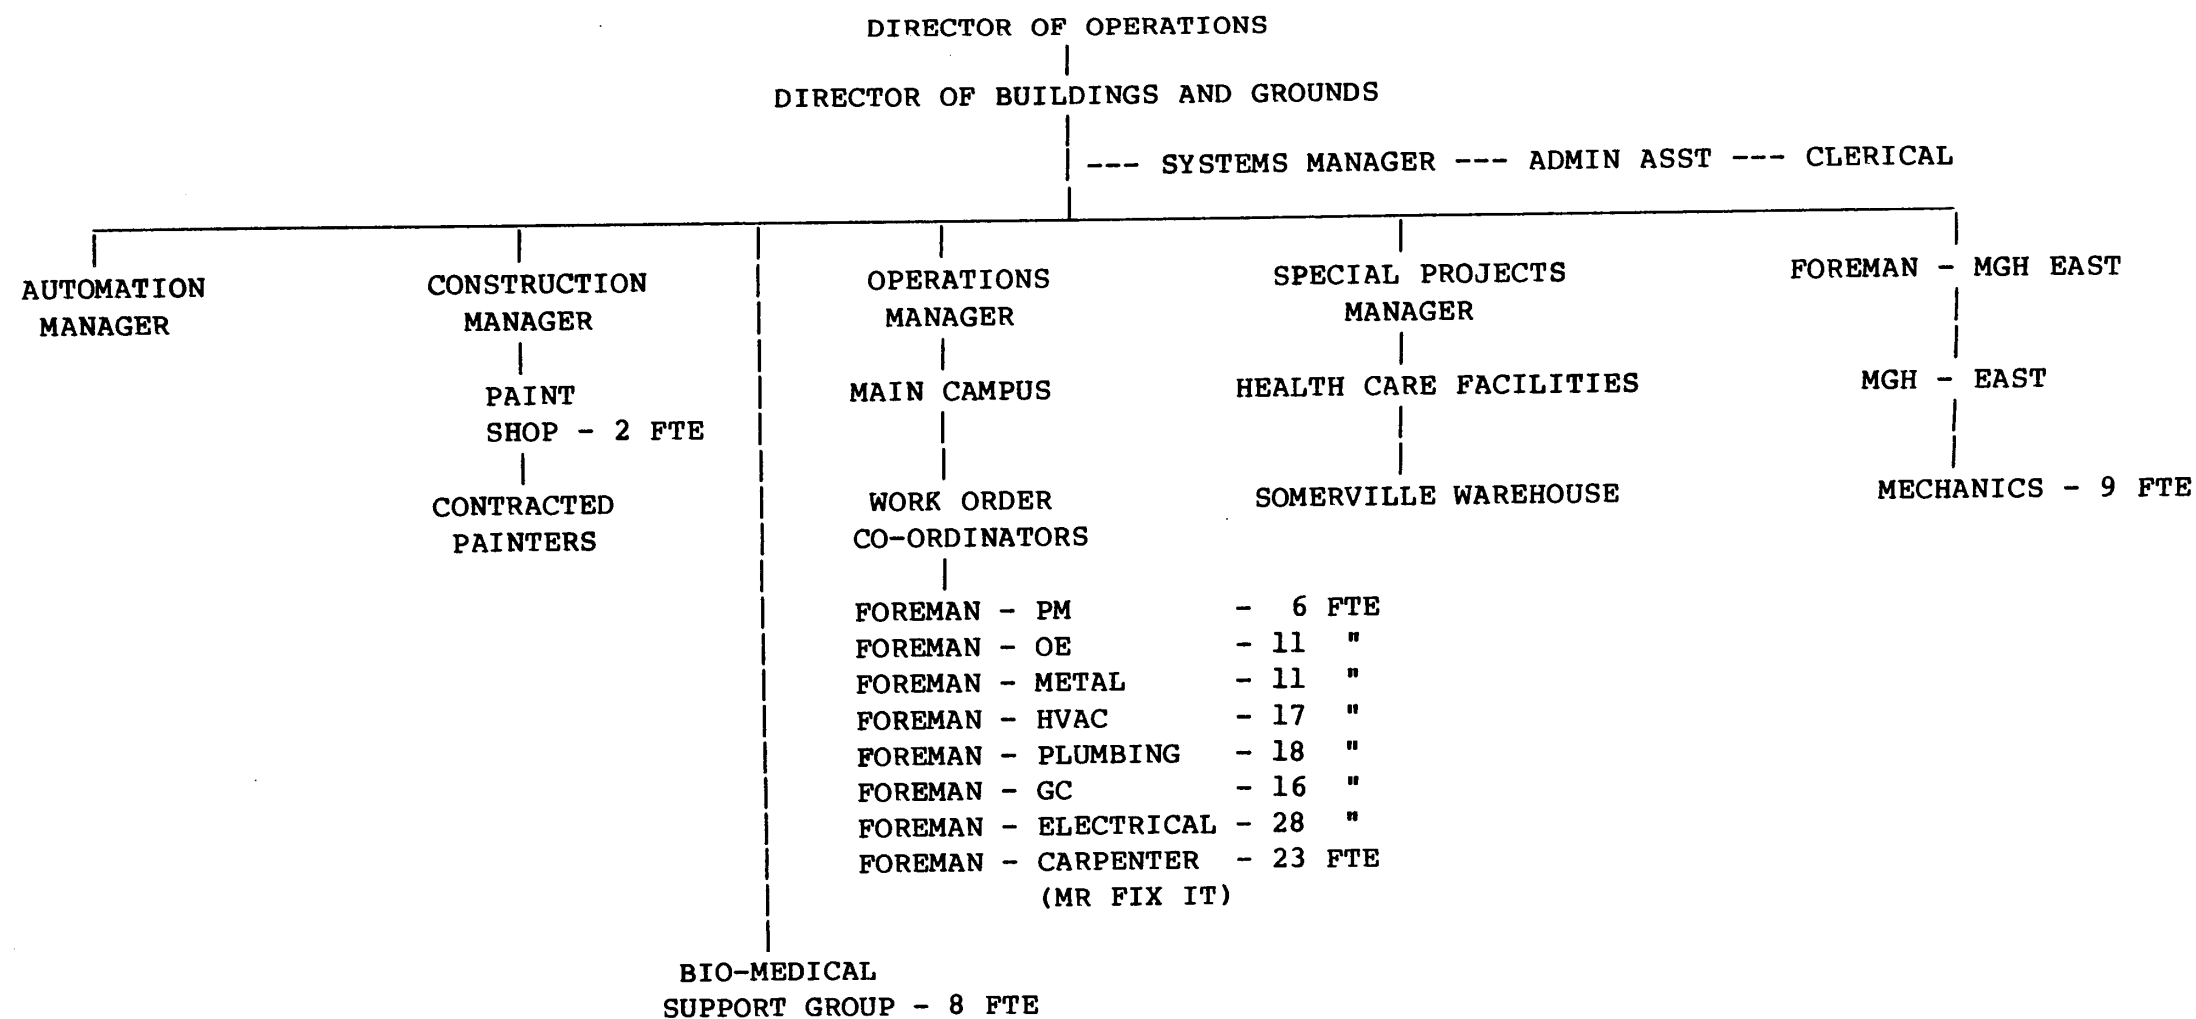 DIRECTOR OF OPERATIONS
DIRECTOR OF BUILDINGS AND GROUNDS
--- SYSTEMS MANAGER --- ADMIN ASST --- CLERICAL
AUTOMATION
MANAGER
CONSTRUCTION
MANAGER
PAINT
SHOP - 2 FTE
CONTRACTED
PAINTERS
OPERATIONS
MANAGER
MAIN CAMPUS
WORK ORDER
CO-ORDINATORS
FOREMAN - PM - 6 FTE
FOREMAN - OE - 11 "
FOREMAN - METAL - 11 "
FOREMAN - HVAC - 17 "
FOREMAN - PLUMBING - 18 "
FOREMAN - GC - 16 "
FOREMAN - ELECTRICAL - 28 "
FOREMAN - CARPENTER - 23 FTE
(MR FIX IT)
SPECIAL PROJECTS
MANAGER
HEALTH CARE FACILITIES
SOMERVILLE WAREHOUSE
FOREMAN - MGH EAST
MGH - EAST
MECHANICS - 9 FTE
BIO-MEDICAL
SUPPORT GROUP - 8 FTE